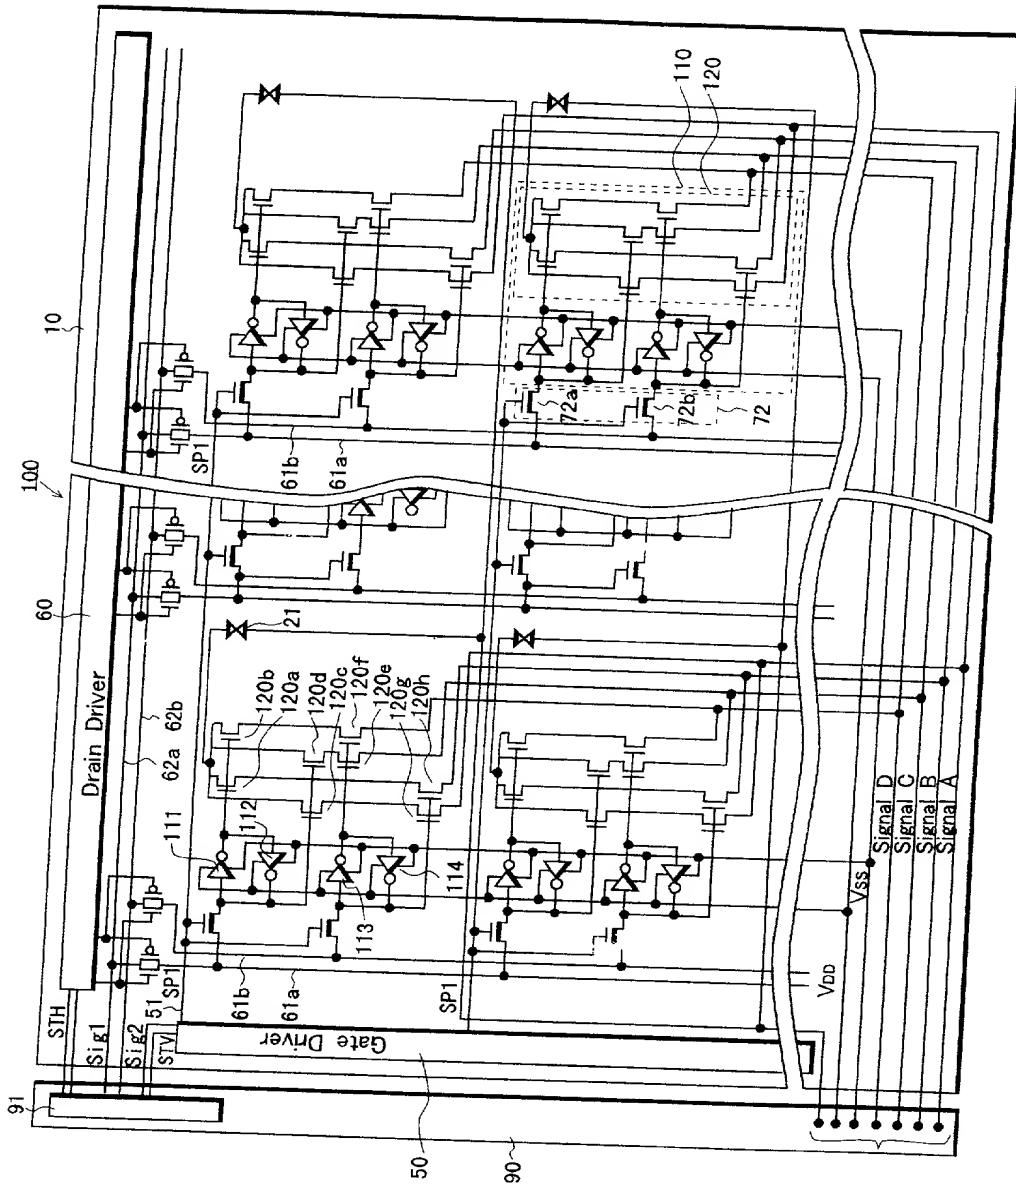 100
10
60
Drain Driver
62a
62b
STH
Sig1
Sig2
STV
91
51
SP1
SP1
61b
61a
61b
61a
111
112
113
114
120b
120a
120d
120c
120f
120e
120g
120h
21
110
120
72a
72b
72
SP1
Gate Driver
50
90
VDD
VSS
Signal D
Signal C
Signal B
Signal A